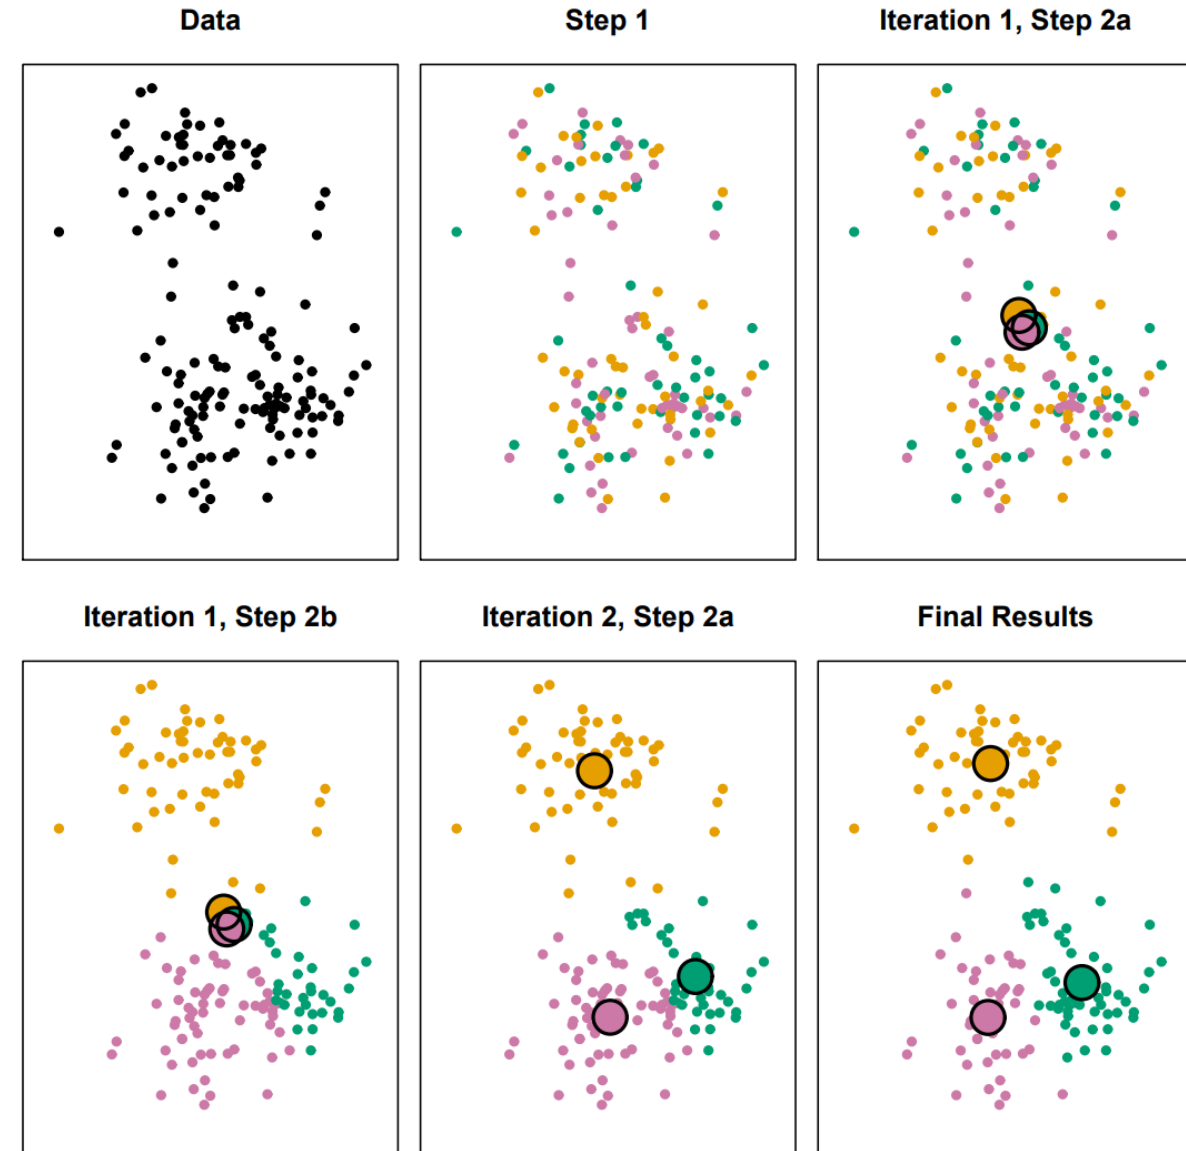 Data
Step 1
Iteration 1, Step 2a
Iteration 1, Step 2b
Iteration 2, Step 2a
Final Results